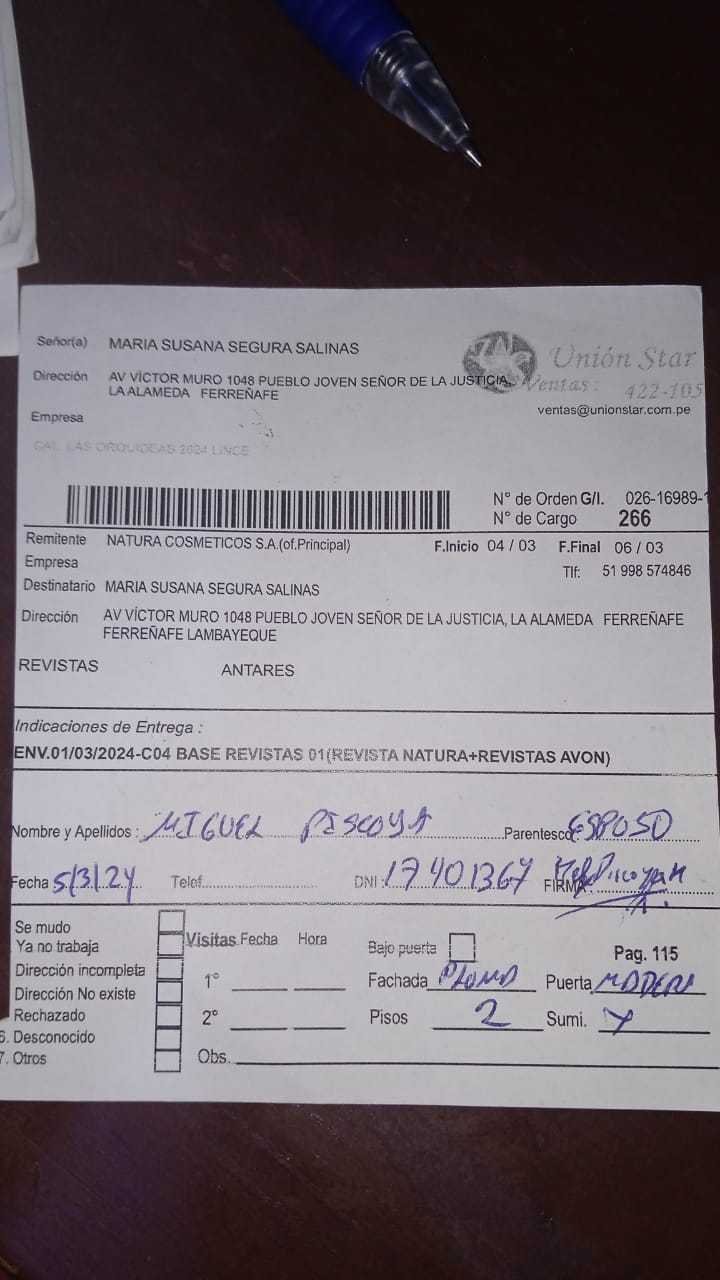 Señor(a) MARIA SUSANA SEGURA SALINAS
Unión Star
Dirección AV VÍCTOR MURO 1048 PUEBLO JOVEN SEÑOR DE LA JUSTICIA,
LA ALAMEDA FERREÑAFE
Ventas: 422-105
ventas@unionstar.com.pe
Empresa
CAL. LAS ORQUIDEAS 2024 LINCE
N° de Orden G/I. 026-16989-
N° de Cargo 266
Remitente NATURA COSMETICOS S.A.(of.Principal) F.Inicio 04 / 03 F.Final 06 / 03
Empresa Tlf: 51 998 574846
Destinatario MARIA SUSANA SEGURA SALINAS
Dirección AV VÍCTOR MURO 1048 PUEBLO JOVEN SEÑOR DE LA JUSTICIA, LA ALAMEDA FERREÑAFE
FERREÑAFE LAMBAYEQUE
REVISTAS ANTARES
Indicaciones de Entrega :
ENV.01/03/2024-C04 BASE REVISTAS 01(REVISTA NATURA+REVISTAS AVON)
Nombre y Apellidos : MIGUEL PISCOYA Parentesco ESPOSO
Fecha 5/3/24 Telef. DNI : 17401367 FIRMA:
Se mudo
Ya no trabaja
Dirección incompleta
Dirección No existe
Rechazado
6. Desconocido
7. Otros
Visitas Fecha Hora Bajo puerta Pag. 115
1° Fachada PLOMO Puerta MADERA
2° Pisos 2 Sumi.
Obs.